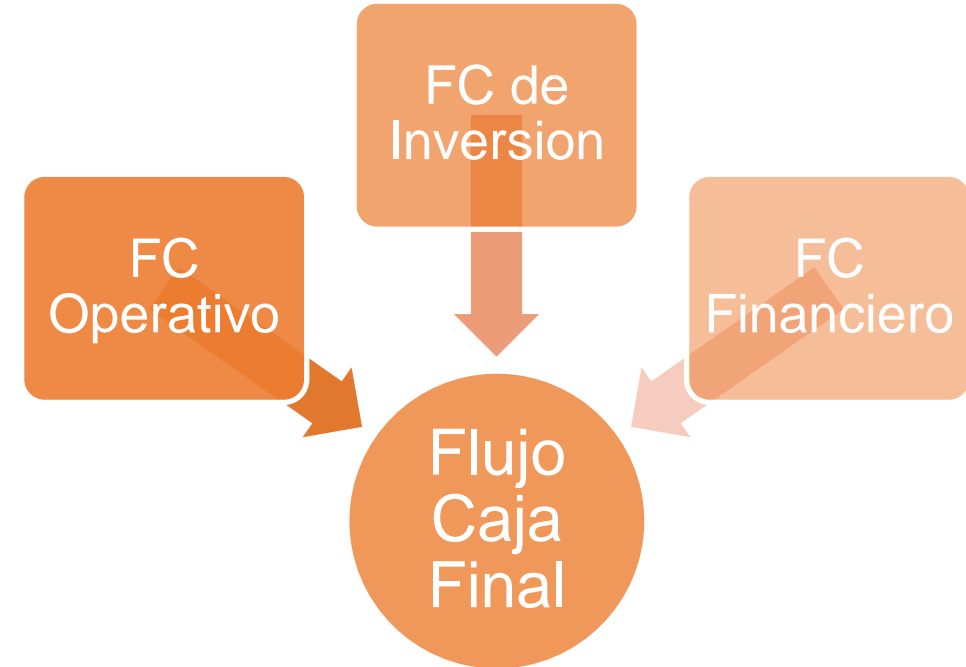 FC de
Inversion
FC
Operativo
FC
Financiero
Flujo
Caja
Final